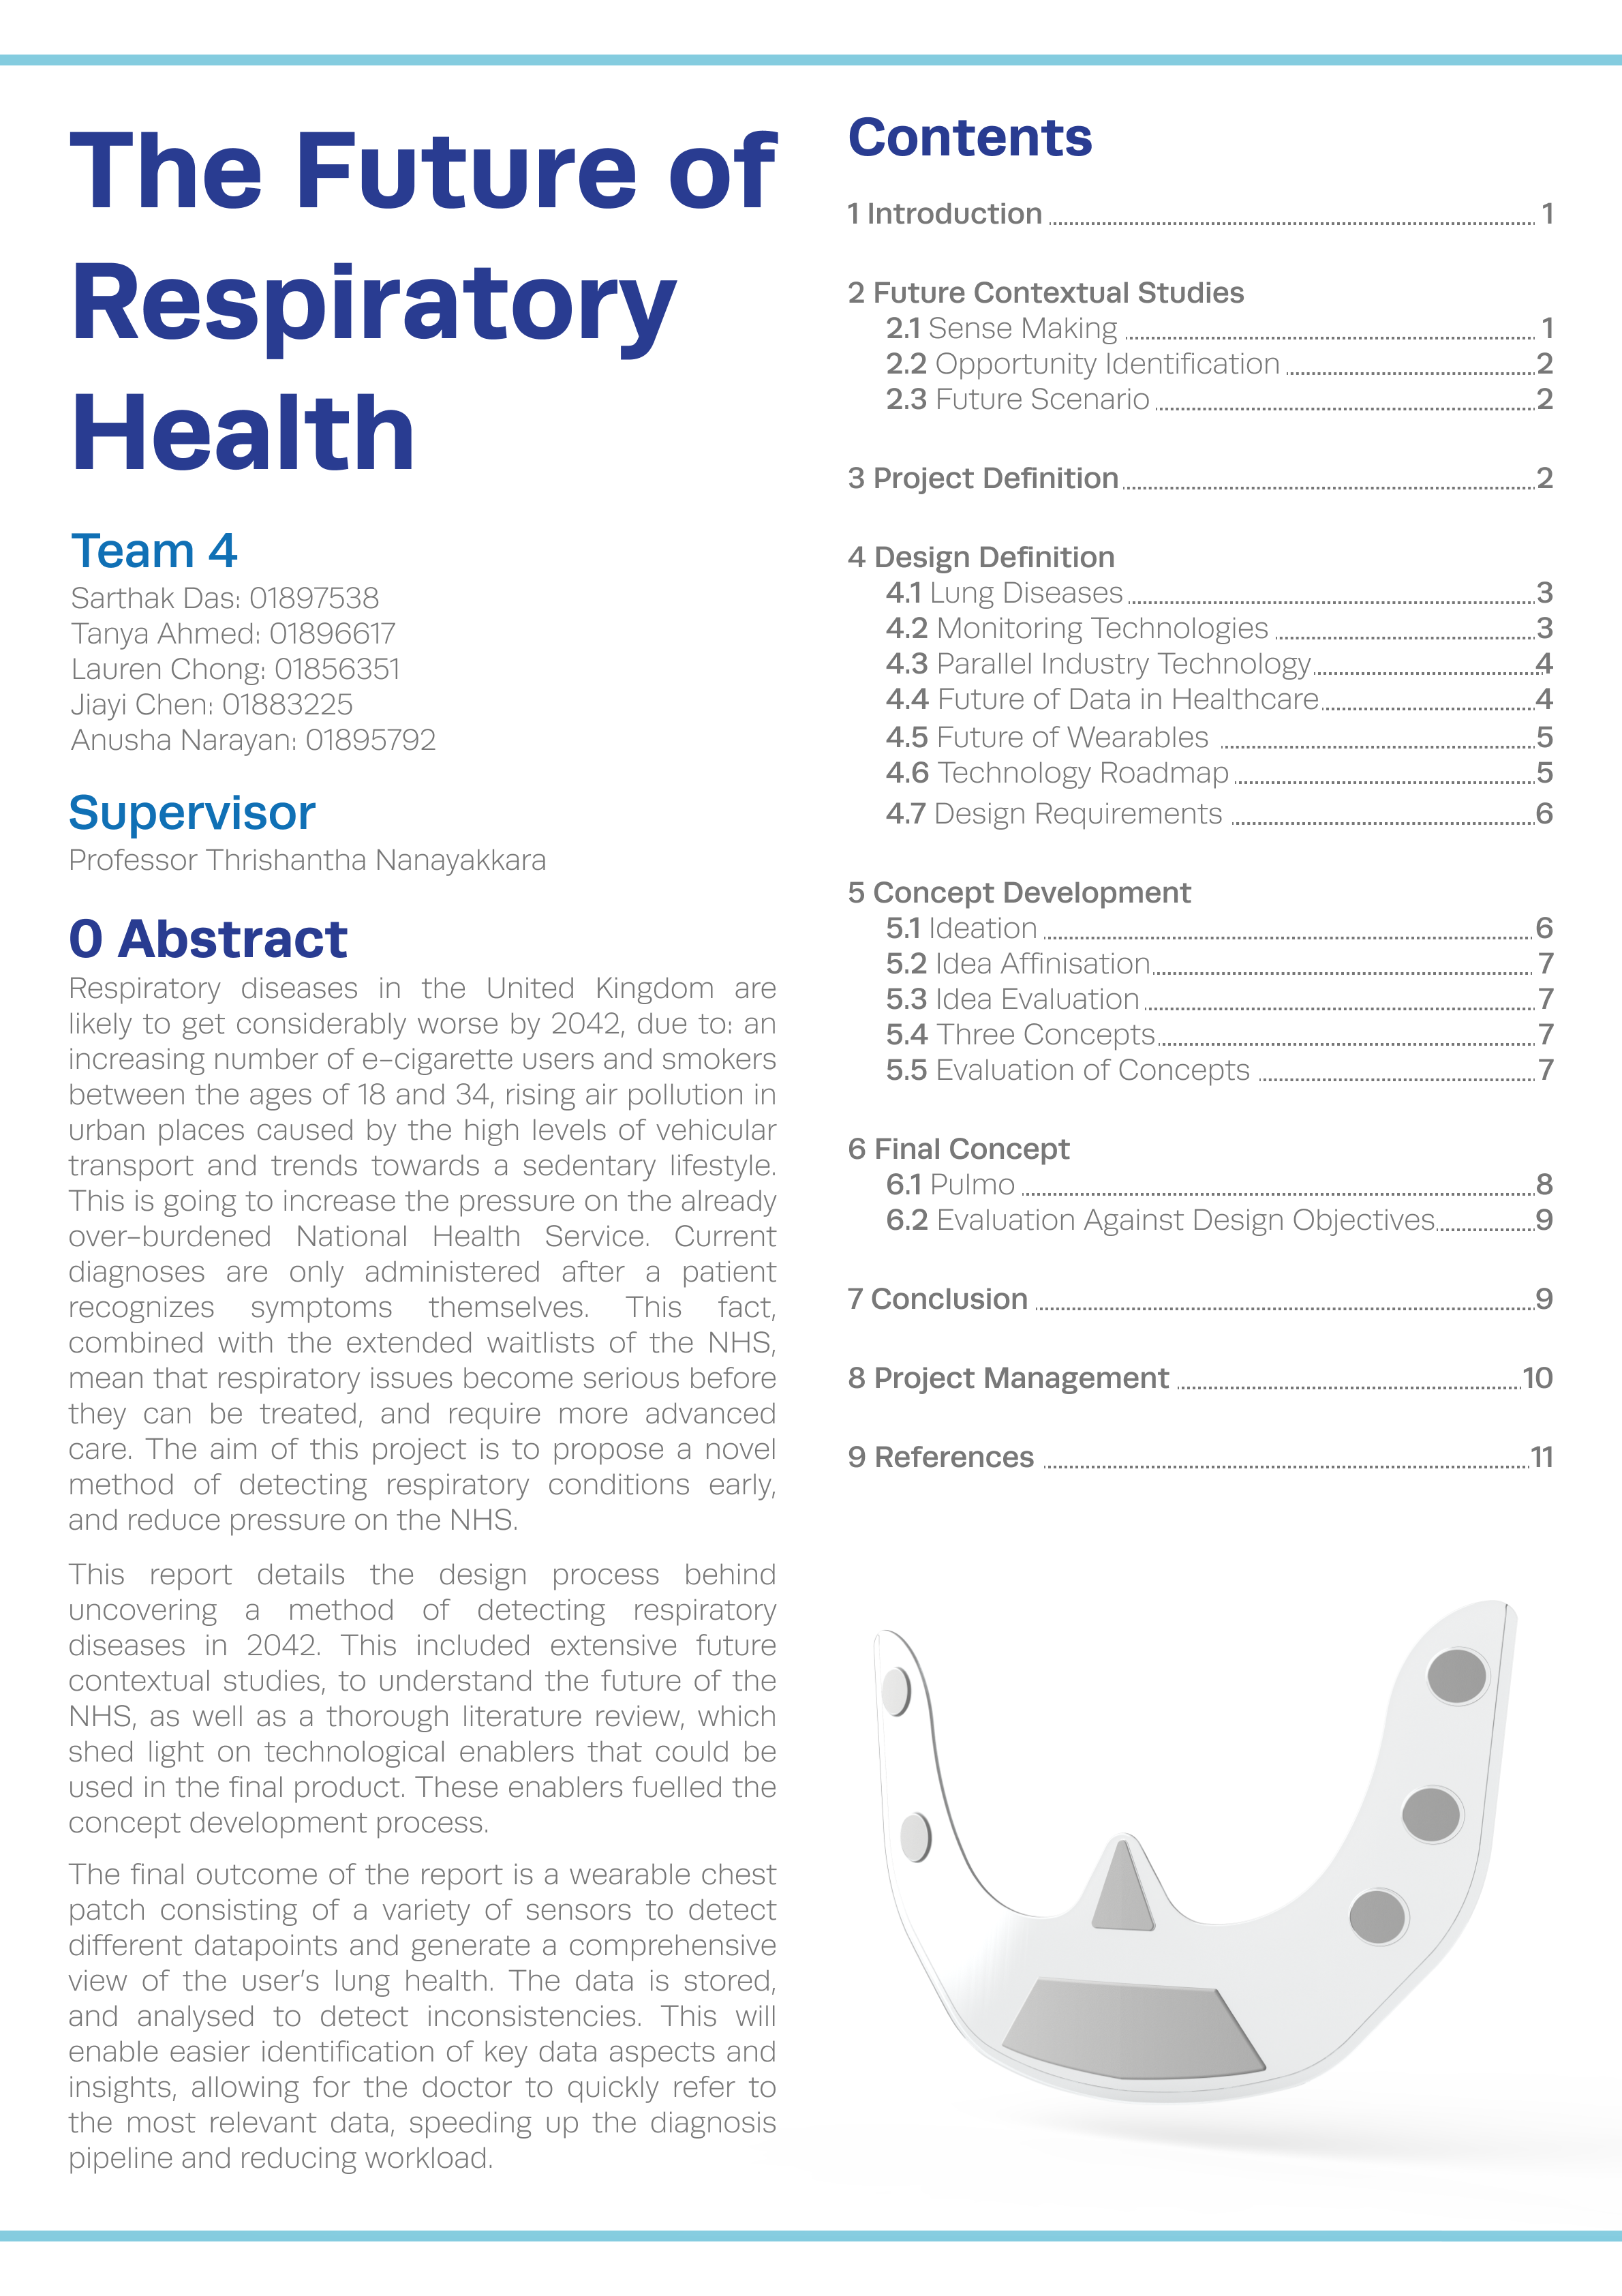 The Future of
Respiratory
Health
Team 4
Sarthak Das: 01897538
Tanya Ahmed: 01896617
Lauren Chong: 01856351
Jiayi Chen: 01883225
Anusha Narayan: 01895792
Supervisor
Professor Thrishantha Nanayakkara
0 Abstract
Respiratory diseases in the United Kingdom are
likely to get considerably worse by 2042, due to: an
increasing number of e-cigarette users and smokers
between the ages of 18 and 34, rising air pollution in
urban places caused by the high levels of vehicular
transport and trends towards a sedentary lifestyle.
This is going to increase the pressure on the already
over-burdened National Health Service. Current
diagnoses are only administered after a patient
recognizes symptoms themselves. This fact,
combined with the extended waitlists of the NHS,
mean that respiratory issues become serious before
they can be treated, and require more advanced
care. The aim of this project is to propose a novel
method of detecting respiratory conditions early,
and reduce pressure on the NHS.
This report details the design process behind
uncovering a method of detecting respiratory
diseases in 2042. This included extensive future
contextual studies, to understand the future of the
NHS, as well as a thorough literature review, which
shed light on technological enablers that could be
used in the final product. These enablers fuelled the
concept development process.
The final outcome of the report is a wearable chest
patch consisting of a variety of sensors to detect
different datapoints and generate a comprehensive
view of the user's lung health. The data is stored,
and analysed to detect inconsistencies. This will
enable easier identification of key data aspects and
insights, allowing for the doctor to quickly refer to
the most relevant data, speeding up the diagnosis
pipeline and reducing workload.
Contents
1 Introduction 1
2 Future Contextual Studies
2.1 Sense Making 1
2.2 Opportunity Identification 2
2.3 Future Scenario 2
3 Project Definition 2
4 Design Definition
4.1 Lung Diseases 3
4.2 Monitoring Technologies 3
4.3 Parallel Industry Technology 4
4.4 Future of Data in Healthcare 4
4.5 Future of Wearables 5
4.6 Technology Roadmap 5
4.7 Design Requirements 6
5 Concept Development
5.1 Ideation 6
5.2 Idea Affinisation 7
5.3 Idea Evaluation 7
5.4 Three Concepts 7
5.5 Evaluation of Concepts 7
6 Final Concept
6.1 Pulmo 8
6.2 Evaluation Against Design Objectives 9
7 Conclusion 9
8 Project Management 10
9 References 11